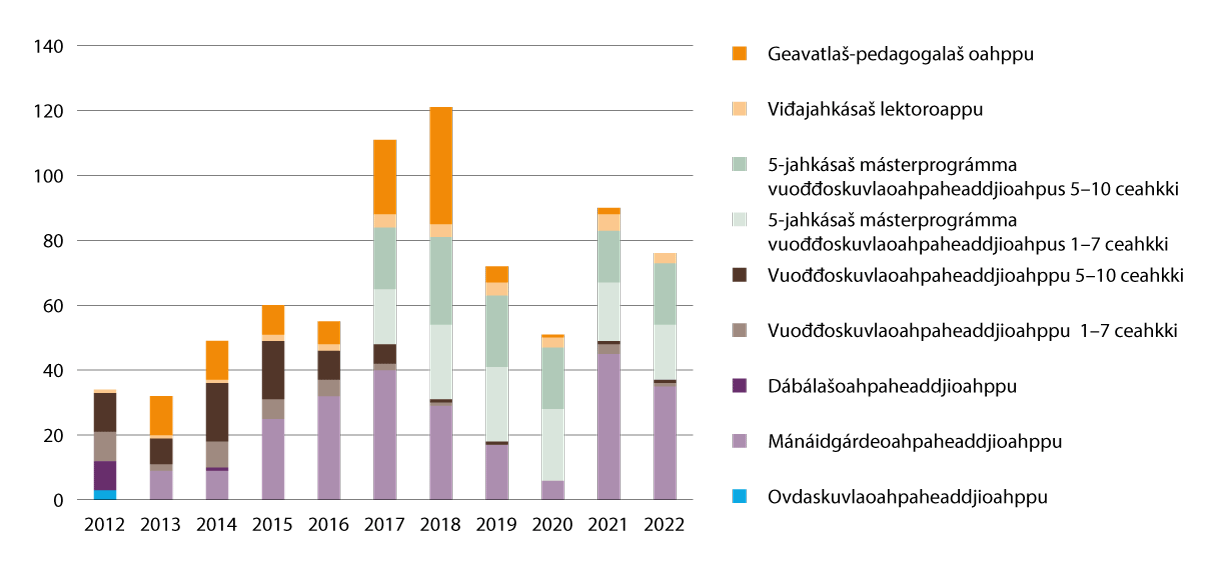 140
120
100
80
60
40
20
0
2012 2013 2014 2015 2016 2017 2018 2019 2020 2021 2022
Geavatlaš-pedagogalaš oahppu
Viđajahkásaš lektoroappu
5-jahkásaš másterprográmma
vuođđoskuvlaoahpaheaddjioahpus 5–10 ceahkki
5-jahkásaš másterprográmma
vuođđoskuvlaoahpaheaddjioahpus 1–7 ceahkki
Vuođđoskuvlaoahpaheaddjioahppu 5–10 ceahkki
Vuođđoskuvlaoahpaheaddjioahppu 1–7 ceahkki
Dábálašoahpaheaddjioahppu
Mánáidgárdeoahpaheaddjioahppu
Ovdaskuvlaoahpaheaddjioahppu